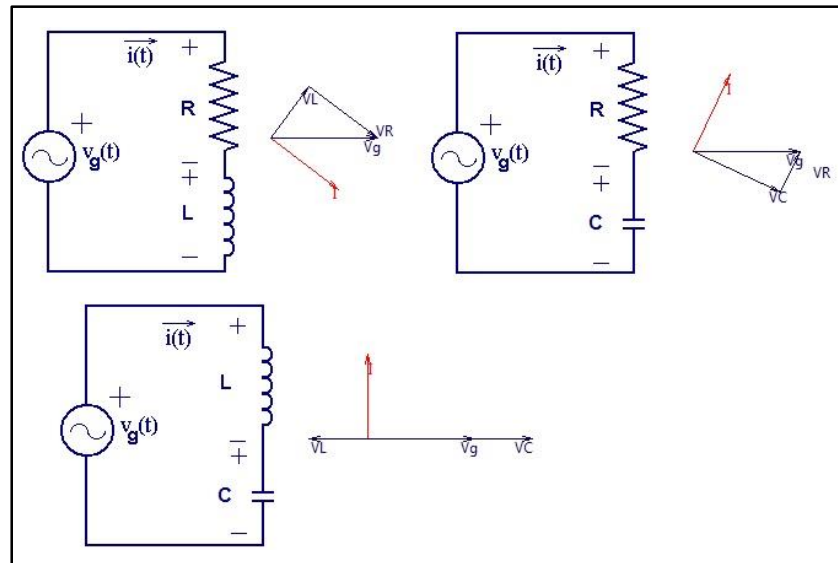 i(t)
+
R
+
v_g(t)
−
+
L
−
VL
VR
Vg
I
i(t)
+
R
+
v_g(t)
−
+
C
−
I
Vg
VR
VC
i(t)
+
L
+
v_g(t)
−
+
C
−
I
VL
Vg
VC